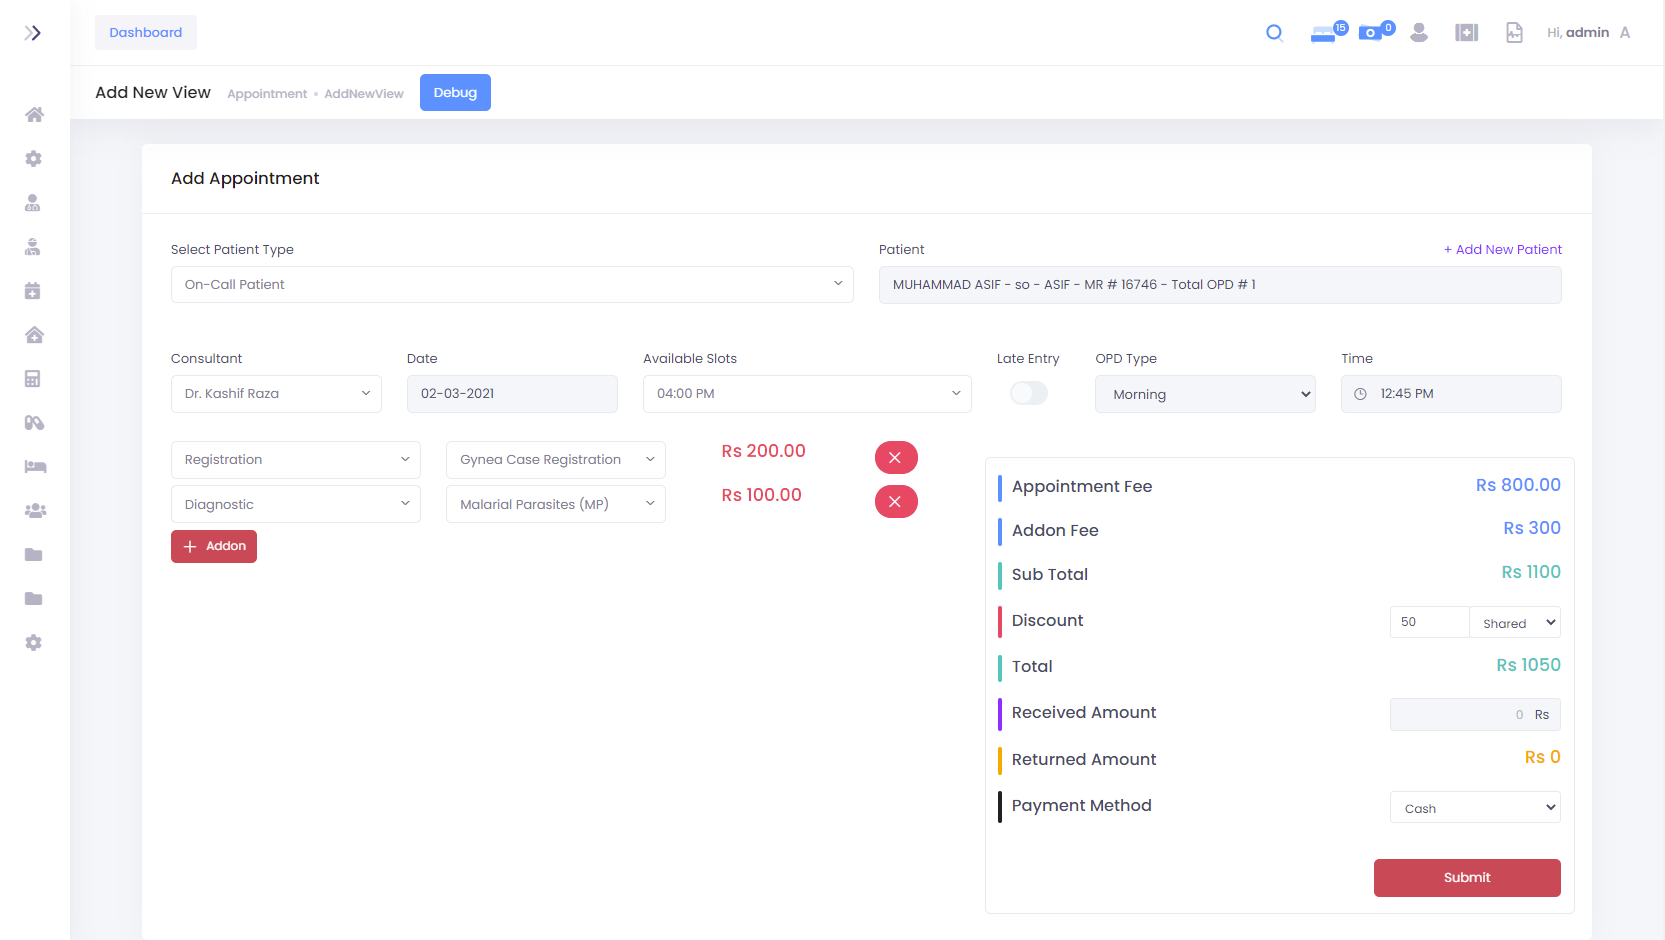 Dashboard
15
0
Hi, admin A
Add New View Appointment • AddNewView Debug
Add Appointment
Select Patient Type
On-Call Patient
Patient
+ Add New Patient
MUHAMMAD ASIF - so - ASIF - MR # 16746 - Total OPD # 1
Consultant
Dr. Kashif Raza
Date
02-03-2021
Available Slots
04:00 PM
Late Entry
OPD Type
Morning
Time
12:45 PM
Registration Gynea Case Registration Rs 200.00
Diagnostic Malarial Parasites (MP) Rs 100.00
+ Addon
Appointment Fee Rs 800.00
Addon Fee Rs 300
Sub Total Rs 1100
Discount 50 Shared
Total Rs 1050
Received Amount 0 Rs
Returned Amount Rs 0
Payment Method Cash
Submit